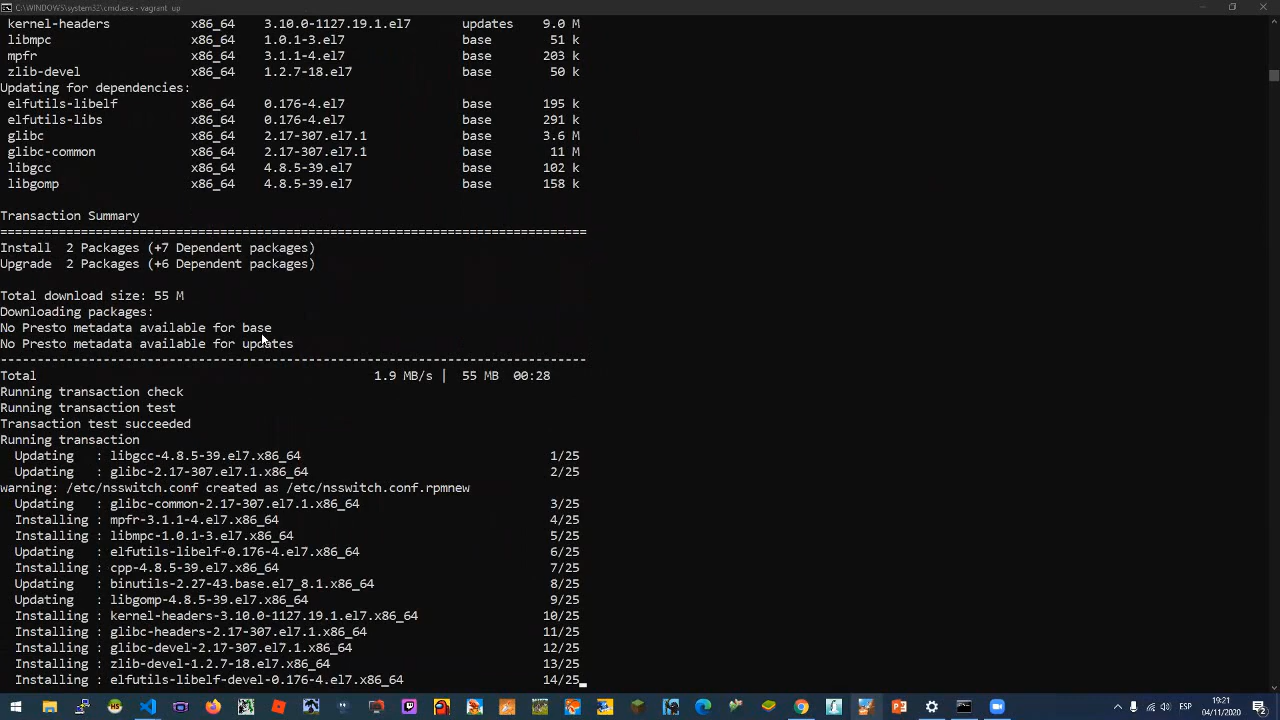 C:\WINDOWS\system32\cmd.exe - vagrant up
kernel-headers x86_64 3.10.0-1127.19.1.el7 updates 9.0 M
libmpc x86_64 1.0.1-3.el7 base 51 k
mpfr x86_64 3.1.1-4.el7 base 203 k
zlib-devel x86_64 1.2.7-18.el7 base 50 k
Updating for dependencies:
elfutils-libelf x86_64 0.176-4.el7 base 195 k
elfutils-libs x86_64 0.176-4.el7 base 291 k
glibc x86_64 2.17-307.el7.1 base 3.6 M
glibc-common x86_64 2.17-307.el7.1 base 11 M
libgcc x86_64 4.8.5-39.el7 base 102 k
libgomp x86_64 4.8.5-39.el7 base 158 k
Transaction Summary
================================================================================
Install 2 Packages (+7 Dependent packages)
Upgrade 2 Packages (+6 Dependent packages)
Total download size: 55 M
Downloading packages:
No Presto metadata available for base
No Presto metadata available for updates
--------------------------------------------------------------------------------
Total 1.9 MB/s | 55 MB 00:28
Running transaction check
Running transaction test
Transaction test succeeded
Running transaction
Updating : libgcc-4.8.5-39.el7.x86_64 1/25
Updating : glibc-2.17-307.el7.1.x86_64 2/25
warning: /etc/nsswitch.conf created as /etc/nsswitch.conf.rpmnew
Updating : glibc-common-2.17-307.el7.1.x86_64 3/25
Installing : mpfr-3.1.1-4.el7.x86_64 4/25
Installing : libmpc-1.0.1-3.el7.x86_64 5/25
Updating : elfutils-libelf-0.176-4.el7.x86_64 6/25
Installing : cpp-4.8.5-39.el7.x86_64 7/25
Updating : binutils-2.27-43.base.el7_8.1.x86_64 8/25
Updating : libgomp-4.8.5-39.el7.x86_64 9/25
Installing : kernel-headers-3.10.0-1127.19.1.el7.x86_64 10/25
Installing : glibc-headers-2.17-307.el7.1.x86_64 11/25
Installing : glibc-devel-2.17-307.el7.1.x86_64 12/25
Installing : zlib-devel-1.2.7-18.el7.x86_64 13/25
Installing : elfutils-libelf-devel-0.176-4.el7.x86_64 14/25
HS
ESP
19:21
04/11/2020